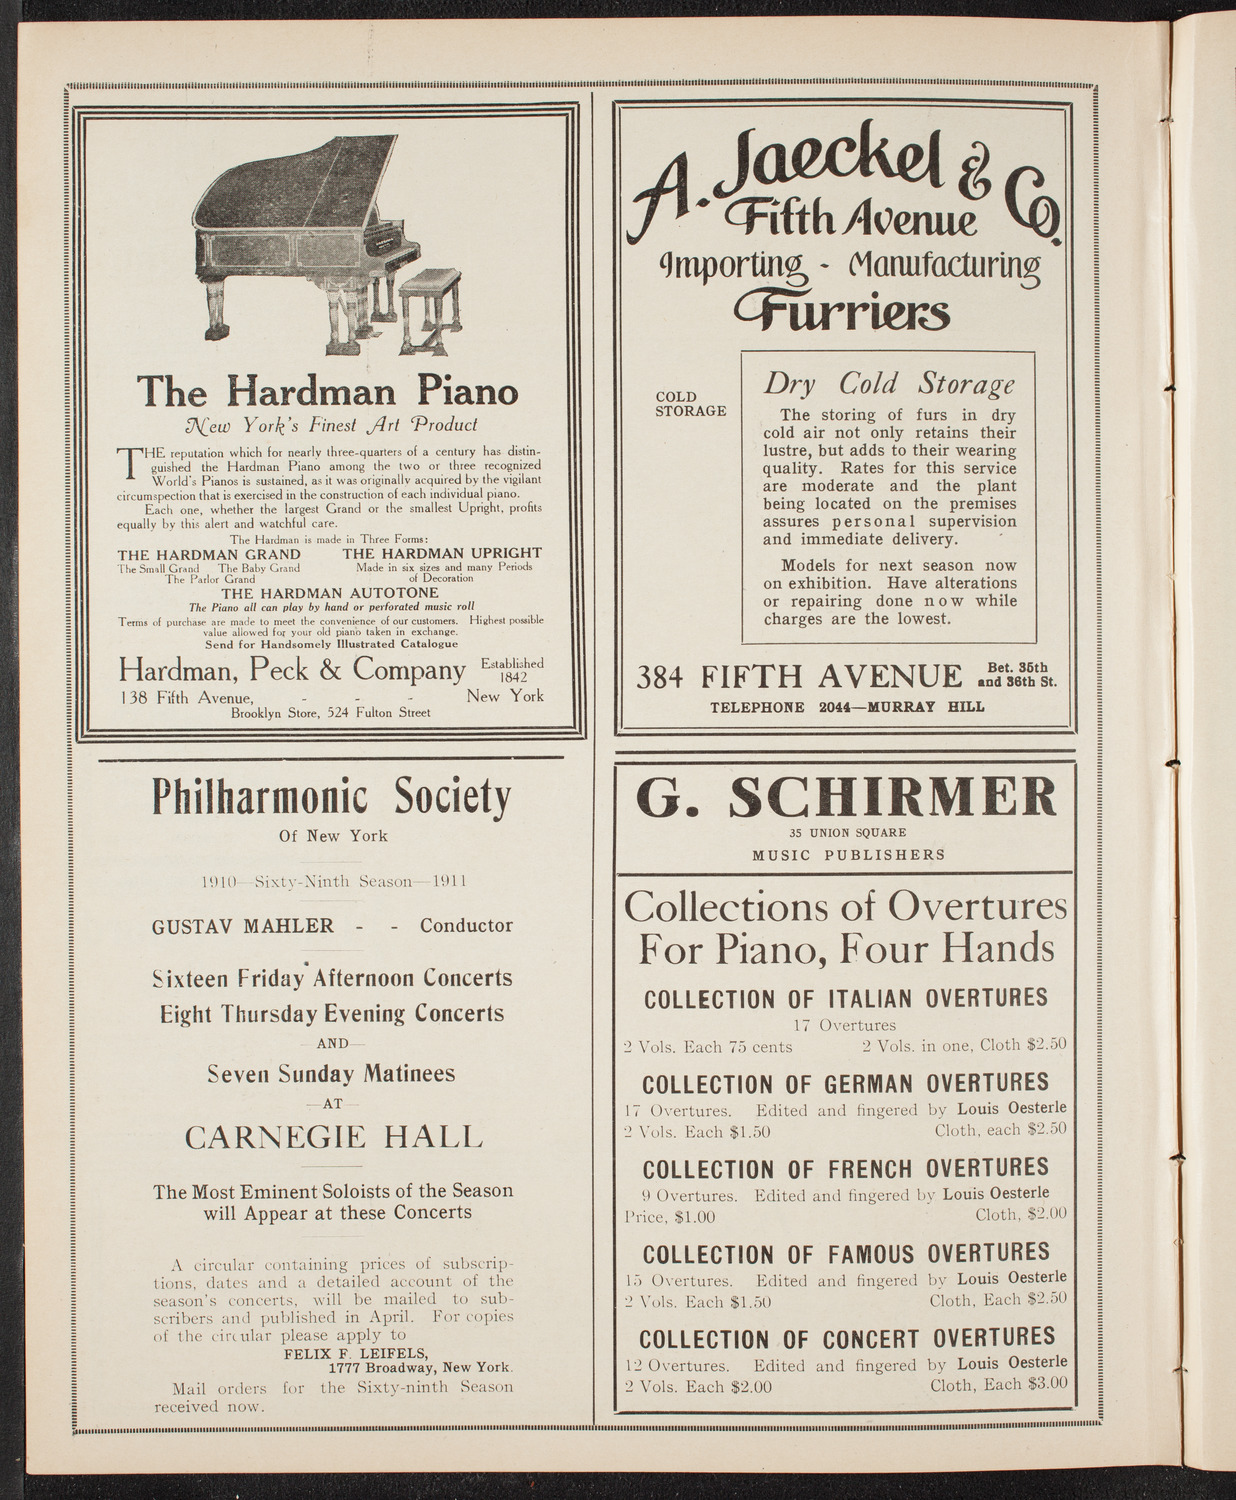 The Hardman Piano
New York's Finest Art Product
THE reputation which for nearly three-quarters of a century has distin-
guished the Hardman Piano among the two or three recognized
World's Pianos is sustained, as it was originally acquired by the vigilant
circumspection that is exercised in the construction of each individual piano.
Each one, whether the largest Grand or the smallest Upright, profits
equally by this alert and watchful care.
The Hardman is made in Three Forms:
THE HARDMAN GRAND THE HARDMAN UPRIGHT
The Small Grand The Baby Grand Made in six sizes and many Periods
The Parlor Grand of Decoration
THE HARDMAN AUTOTONE
The Piano all can play by hand or perforated music roll
Terms of purchase are made to meet the convenience of our customers. Highest possible
value allowed for your old piano taken in exchange.
Send for Handsomely Illustrated Catalogue
Hardman, Peck & Company Established
1842
138 Fifth Avenue, - - - New York
Brooklyn Store, 524 Fulton Street
A. Jaeckel & Co.
Fifth Avenue
Importing - Manufacturing
Furriers
COLD
STORAGE
Dry Cold Storage
The storing of furs in dry
cold air not only retains their
lustre, but adds to their wearing
quality. Rates for this service
are moderate and the plant
being located on the premises
assures personal supervision
and immediate delivery.
Models for next season now
on exhibition. Have alterations
or repairing done now while
charges are the lowest.
384 FIFTH AVENUE Bet. 35th
and 36th St.
TELEPHONE 2044—MURRAY HILL
Philharmonic Society
Of New York
1910—Sixty-Ninth Season—1911
GUSTAV MAHLER - - Conductor
Sixteen Friday Afternoon Concerts
Eight Thursday Evening Concerts
—AND—
Seven Sunday Matinees
—AT—
CARNEGIE HALL
The Most Eminent Soloists of the Season
will Appear at these Concerts
A circular containing prices of subscrip-
tions, dates and a detailed account of the
season's concerts, will be mailed to sub-
scribers and published in April. For copies
of the circular please apply to
FELIX F. LEIFELS,
1777 Broadway, New York.
Mail orders for the Sixty-ninth Season
received now.
G. SCHIRMER
35 UNION SQUARE
MUSIC PUBLISHERS
Collections of Overtures
For Piano, Four Hands
COLLECTION OF ITALIAN OVERTURES
17 Overtures
2 Vols. Each 75 cents 2 Vols. in one, Cloth $2.50
COLLECTION OF GERMAN OVERTURES
17 Overtures. Edited and fingered by Louis Oesterle
2 Vols. Each $1.50 Cloth, each $2.50
COLLECTION OF FRENCH OVERTURES
9 Overtures. Edited and fingered by Louis Oesterle
Price, $1.00 Cloth, $2.00
COLLECTION OF FAMOUS OVERTURES
15 Overtures. Edited and fingered by Louis Oesterle
2 Vols. Each $1.50 Cloth, Each $2.50
COLLECTION OF CONCERT OVERTURES
12 Overtures. Edited and fingered by Louis Oesterle
2 Vols. Each $2.00 Cloth, Each $3.00